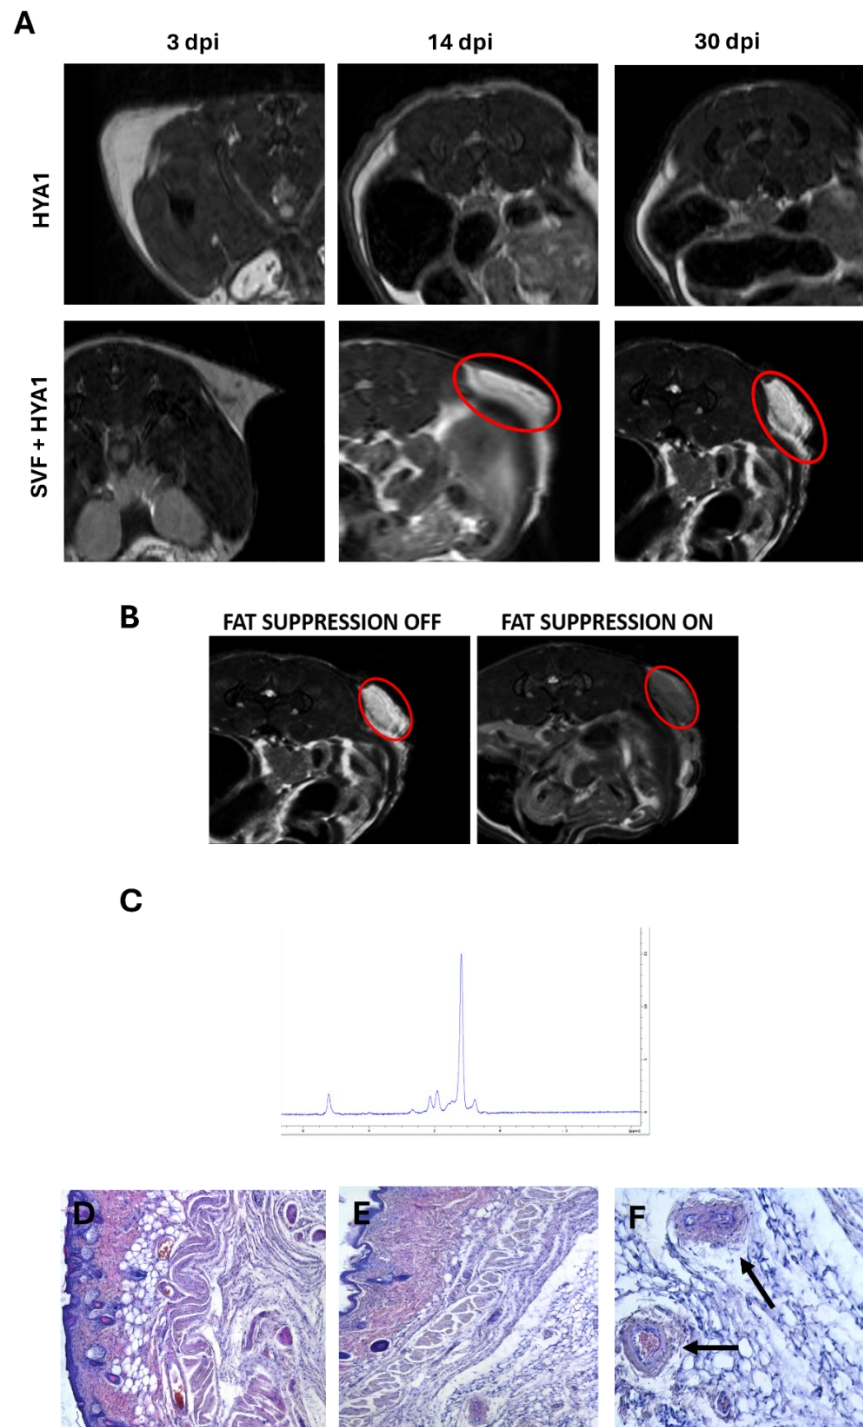 A
3 dpi 14 dpi 30 dpi
HYA1
SVF + HYA1
B
FAT SUPPRESSION OFF FAT SUPPRESSION ON
C
D E F